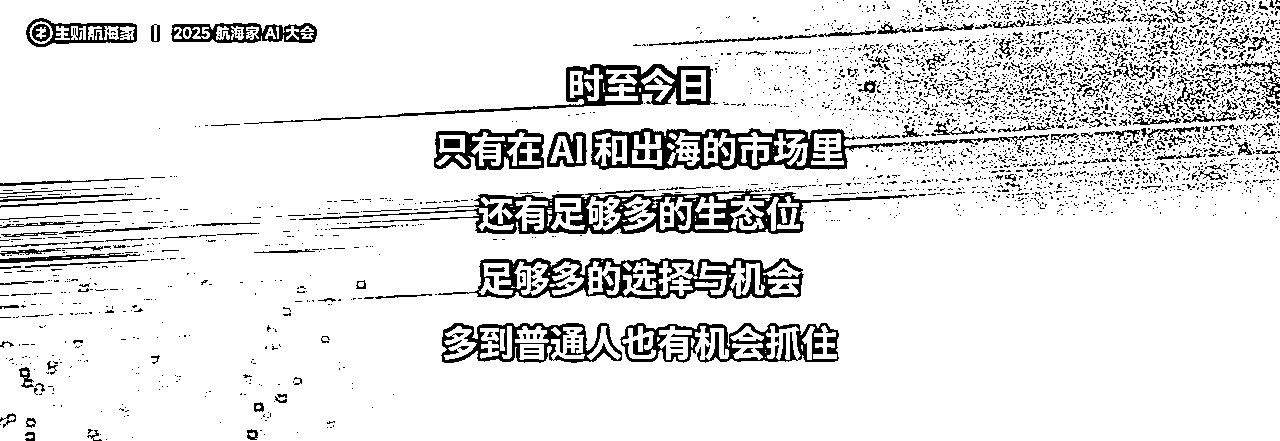 生财航海家 | 2025 航海家 AI 大会
时至今日
只有在 AI 和出海的市场里
还有足够多的生态位
足够多的选择与机会
多到普通人也有机会抓住